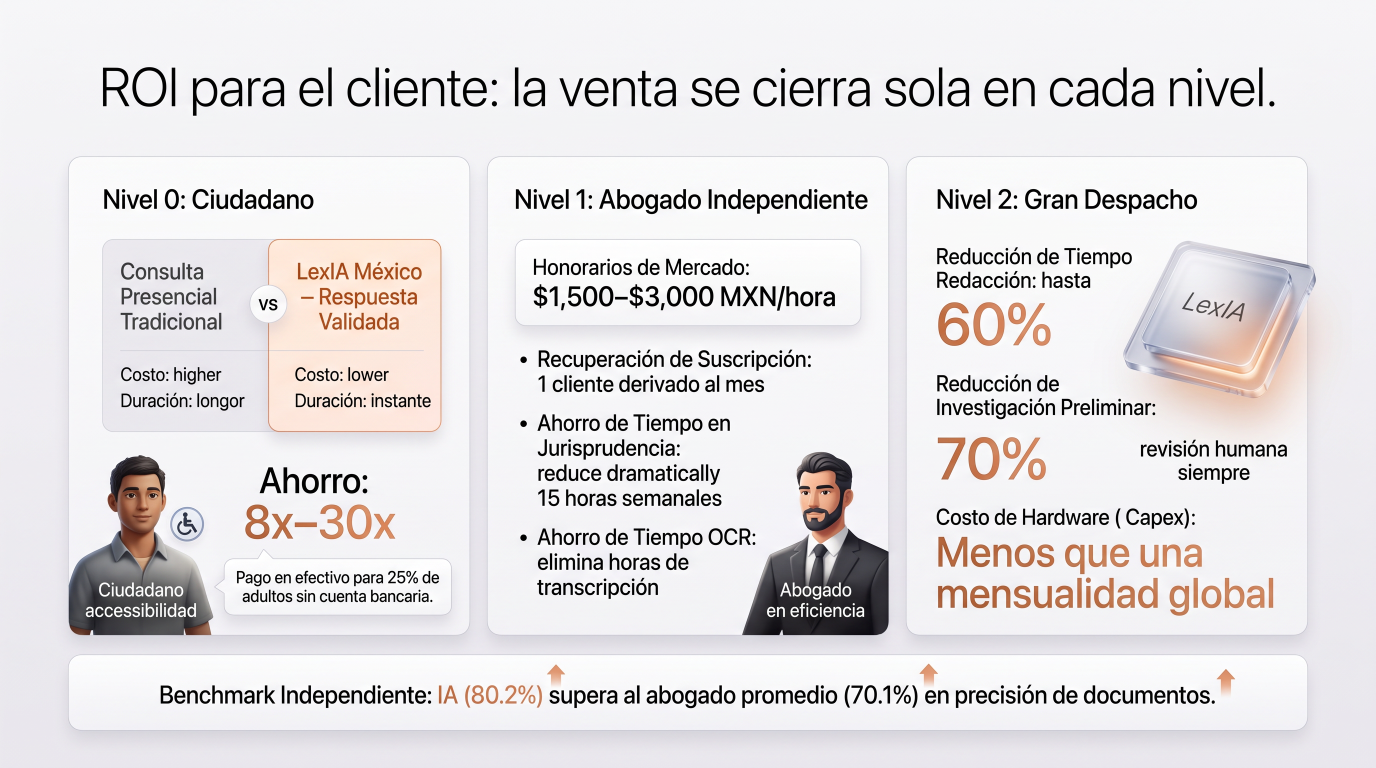 ROI para el cliente: la venta se cierra sola en cada nivel.
Nivel 0: Ciudadano
Consulta
Presencial
Tradicional
vs
LexIA México
– Respuesta
Validada
Costo: higher
Duración: longor
Costo: lower
Duración: instante
Ahorro:
8x–30x
Ciudadano
accessibilidad
Pago en efectivo para 25% de
adultos sin cuenta bancaria.
Nivel 1: Abogado Independiente
Honorarios de Mercado:
$1,500–$3,000 MXN/hora
• Recuperación de Suscripción:
1 cliente derivado al mes
• Ahorro de Tiempo en
Jurisprudencia:
reduce dramatically
15 horas semanales
• Ahorro de Tiempo OCR:
elimina horas de
transcripción
Abogado
en eficiencia
Nivel 2: Gran Despacho
Reducción de Tiempo
Redacción: hasta
60%
LexIA
Reducción de
Investigación Preliminar:
70%
revisión humana
siempre
Costo de Hardware ( Capex):
Menos que una
mensualidad global
Benchmark Independiente: IA (80.2%) supera al abogado promedio (70.1%) en precisión de documentos.